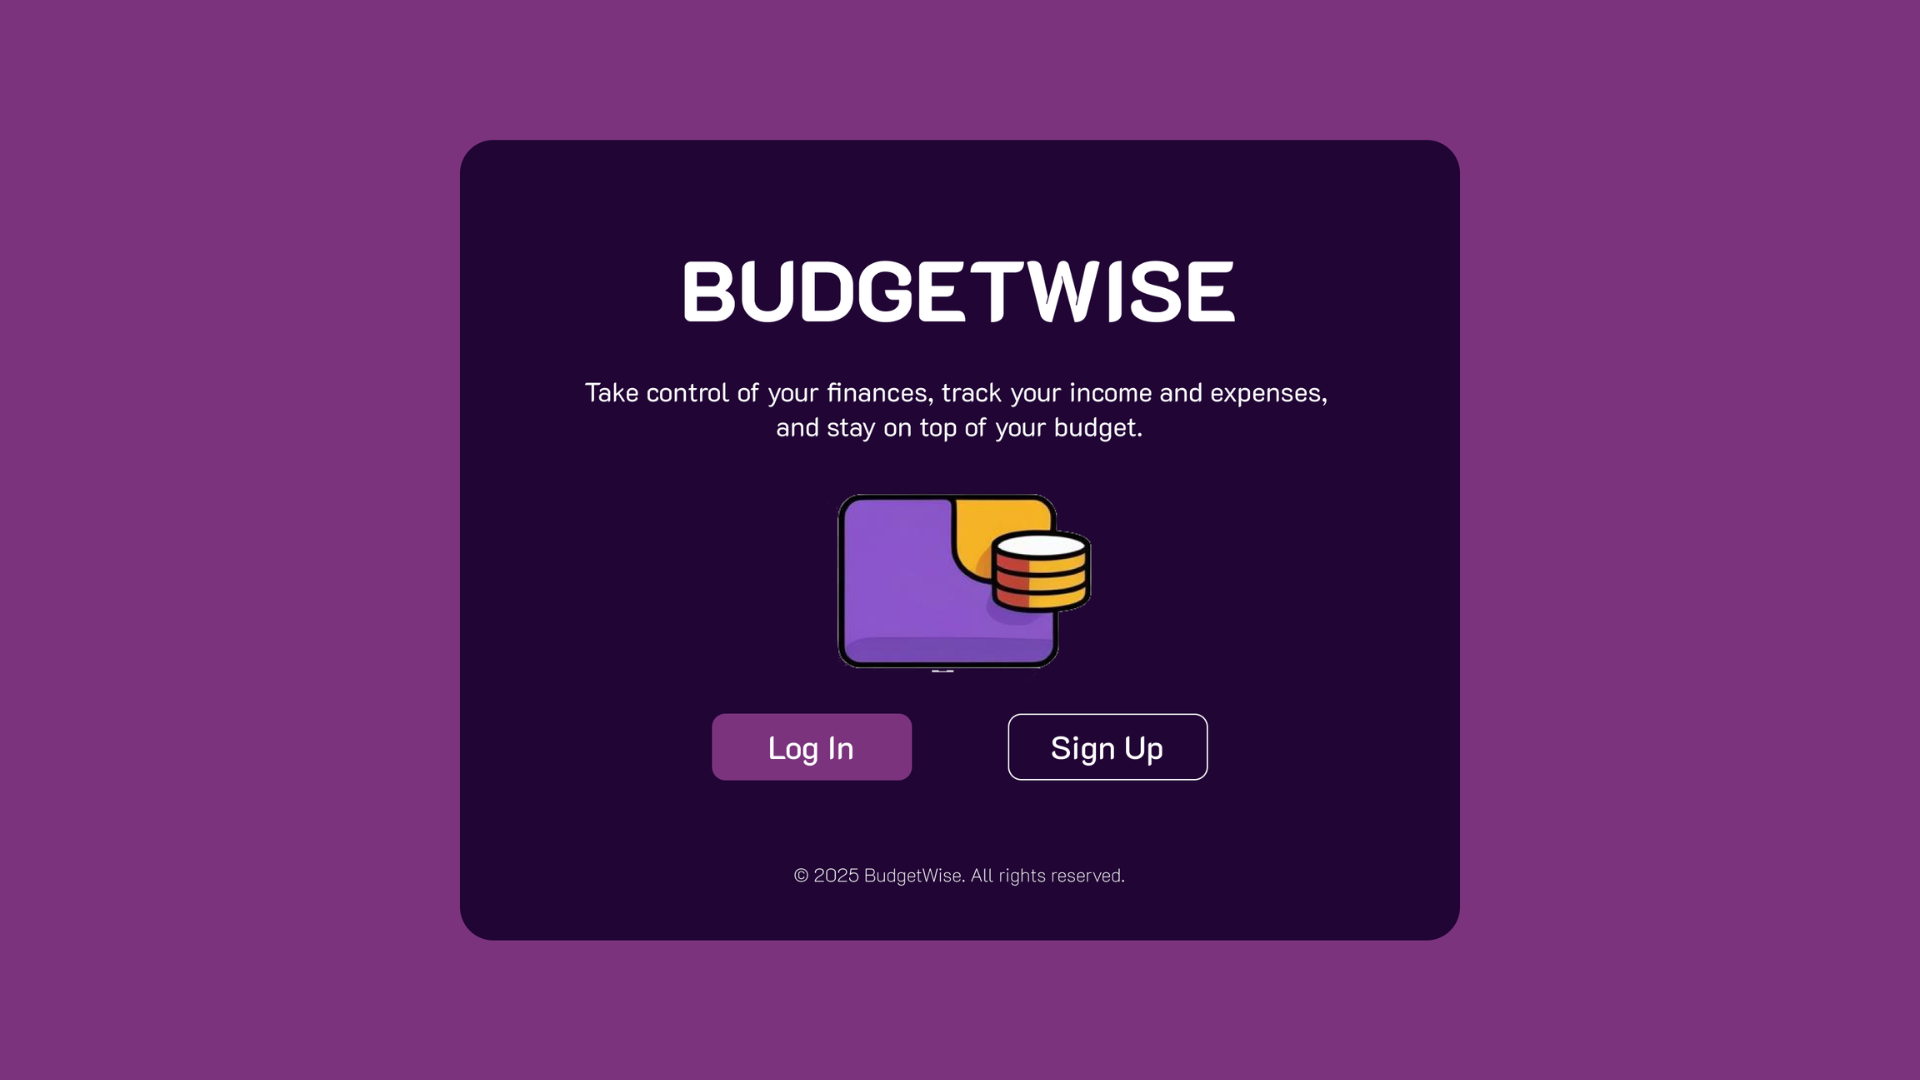 BUDGETWISE
Take control of your finances, track your income and expenses,
and stay on top of your budget.
Log In
Sign Up
© 2025 BudgetWise. All rights reserved.